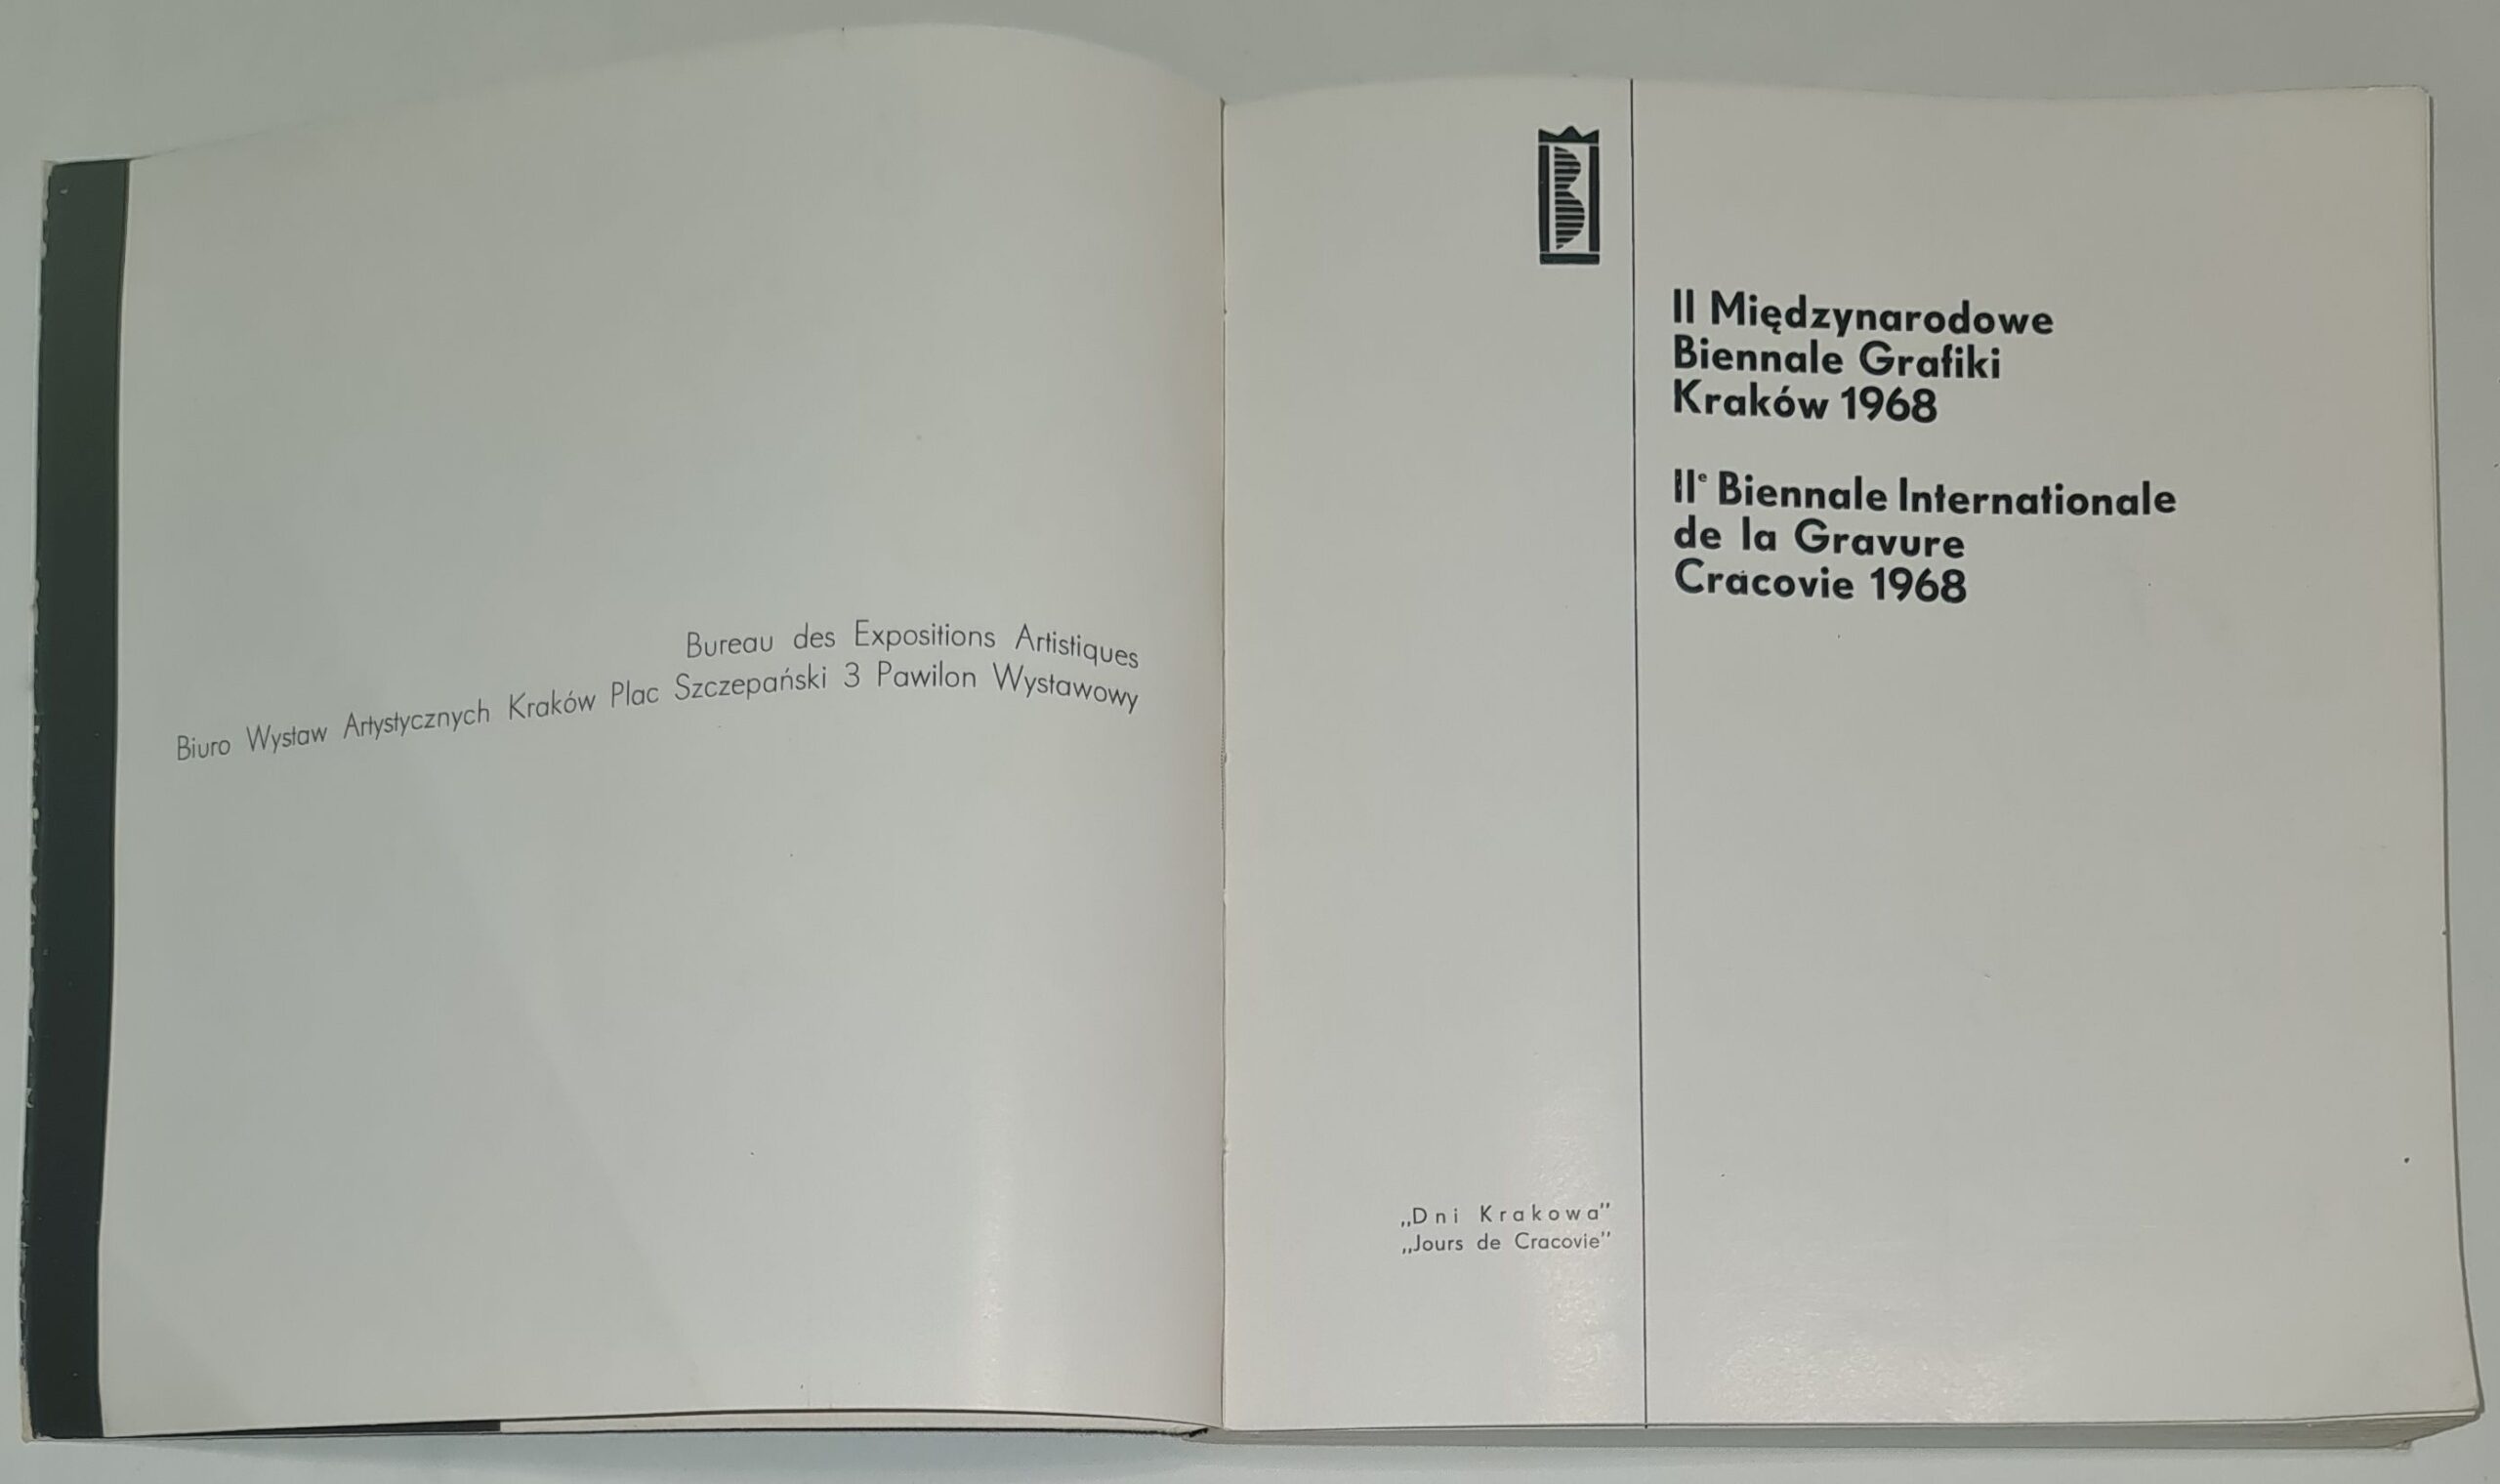 Bureau des Expositions Artistiques
Biuro Wystaw Artystycznych Kraków Plac Szczepański 3 Pawilon Wystawowy
II Międzynarodowe
Biennale Grafiki
Kraków 1968
IIe Biennale Internationale
de la Gravure
Cracovie 1968
„Dni Krakowa”
„Jours de Cracovie”